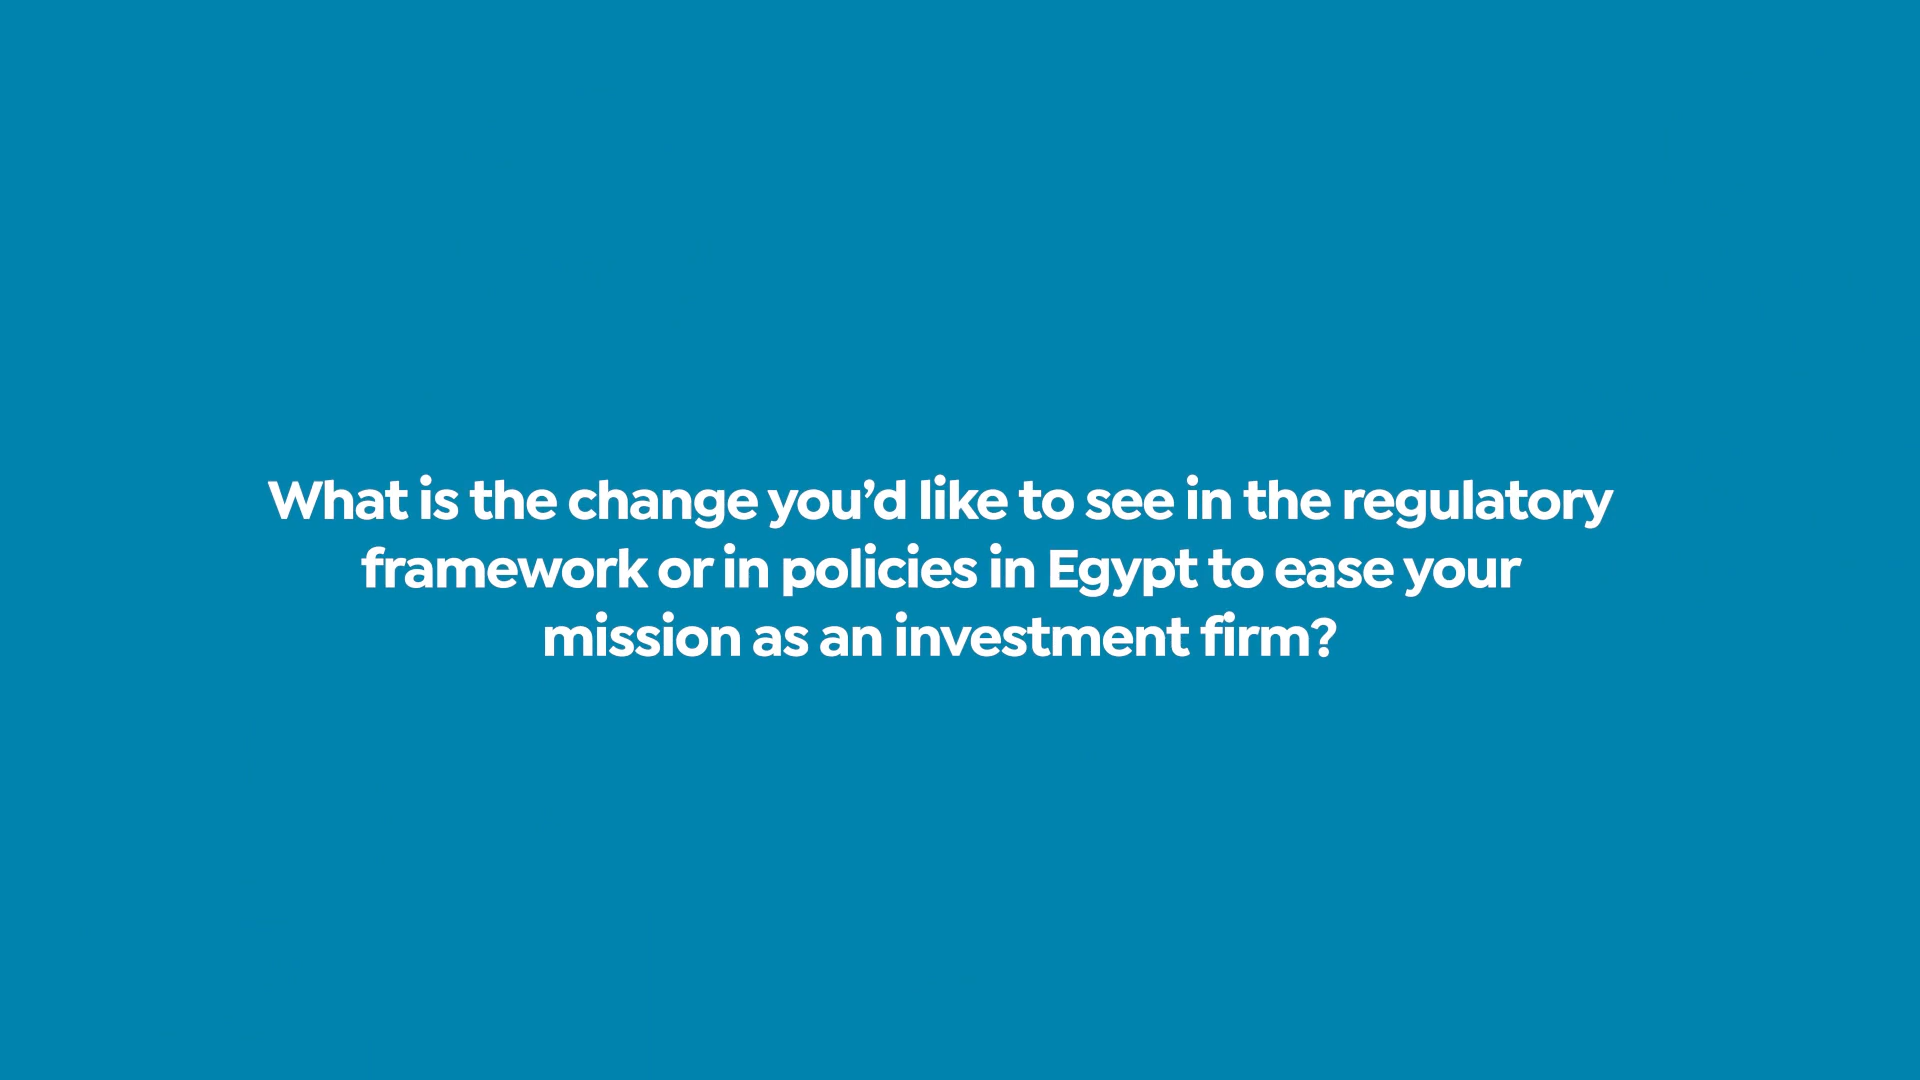 What is the change you’d like to see in the regulatory
framework or in policies in Egypt to ease your
mission as an investment firm?